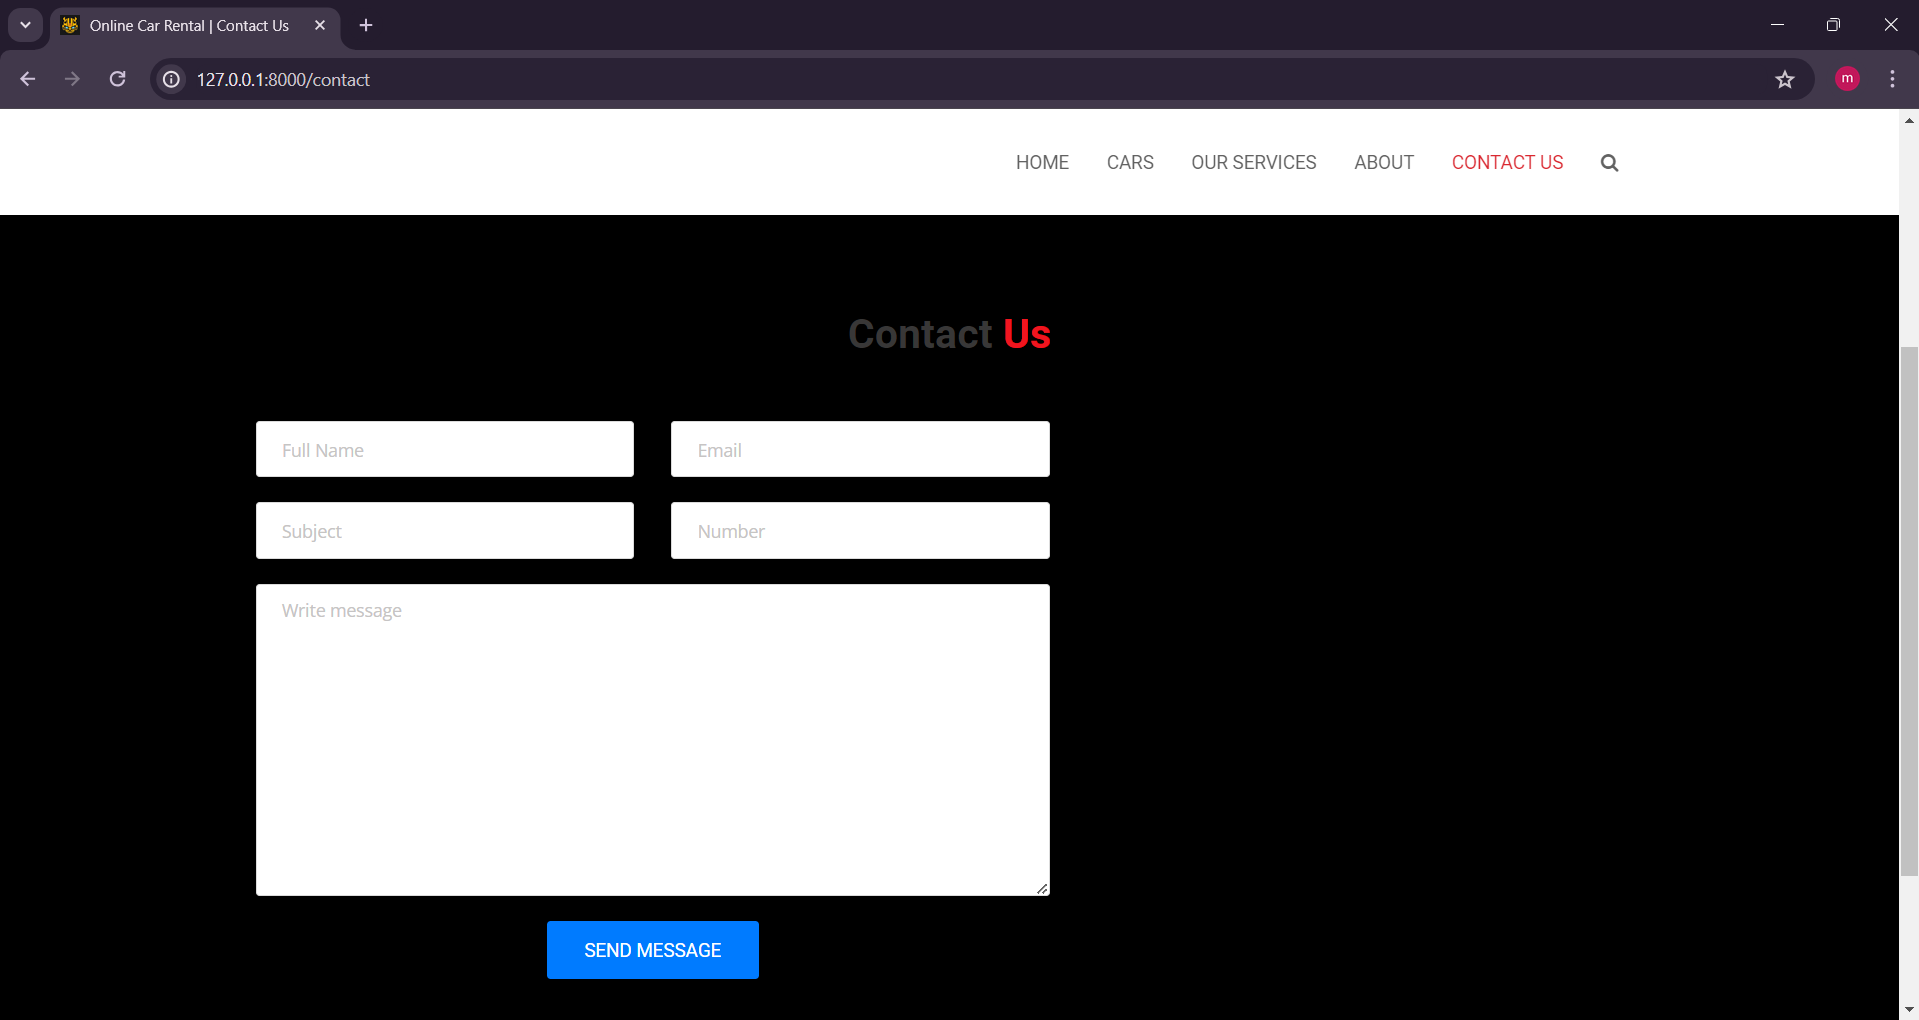 Online Car Rental | Contact Us
127.0.0.1:8000/contact
m
HOME CARS OUR SERVICES ABOUT CONTACT US
Contact Us
Full Name Email
Subject Number
Write message
SEND MESSAGE